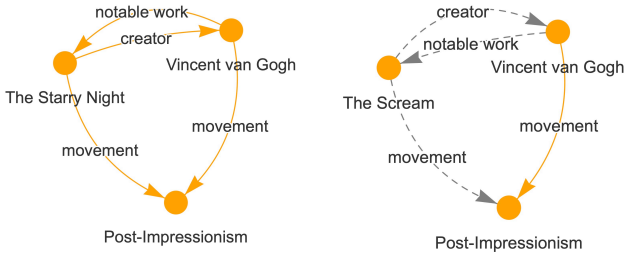 notable work
creator
Vincent van Gogh
The Starry Night
movement
movement
Post-Impressionism
creator
notable work
Vincent van Gogh
The Scream
movement
movement
Post-Impressionism